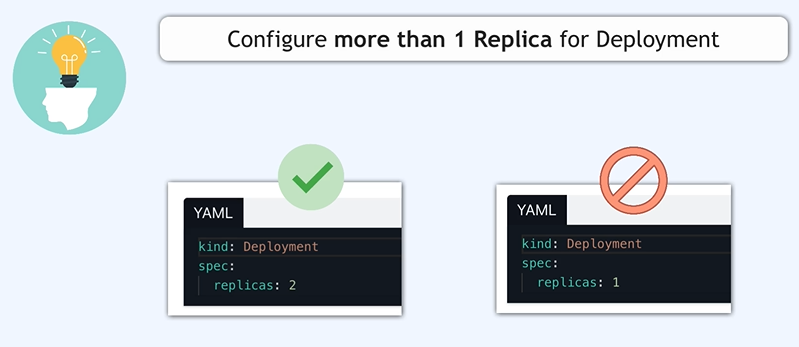 Configure more than 1 Replica for Deployment
YAML
kind: Deployment
spec:
replicas: 2
YAML
kind: Deployment
spec:
replicas: 1